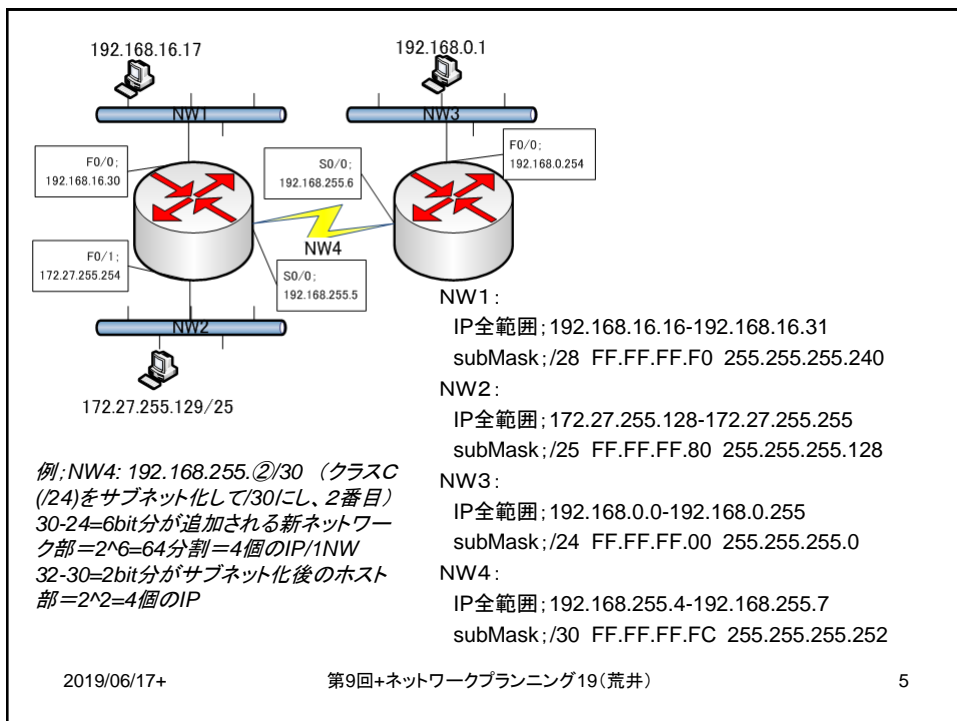 192.168.16.17
192.168.0.1
NW1
NW3
F0/0;
192.168.16.30
S0/0;
192.168.255.6
F0/0;
192.168.0.254
NW4
F0/1;
172.27.255.254
S0/0;
192.168.255.5
NW2
172.27.255.129/25
NW1:
IP全範囲;192.168.16.16-192.168.16.31
subMask;/28 FF.FF.FF.F0 255.255.255.240
NW2:
IP全範囲;172.27.255.128-172.27.255.255
subMask;/25 FF.FF.FF.80 255.255.255.128
NW3:
IP全範囲;192.168.0.0-192.168.0.255
subMask;/24 FF.FF.FF.00 255.255.255.0
NW4:
IP全範囲;192.168.255.4-192.168.255.7
subMask;/30 FF.FF.FF.FC 255.255.255.252
例;NW4: 192.168.255.②/30 (クラスC
(/24)をサブネット化して/30にし、2番目)
30-24=6bit分が追加される新ネットワー
ク部=2^6=64分割=4個のIP/1NW
32-30=2bit分がサブネット化後のホスト
部=2^2=4個のIP
2019/06/17+
第9回+ネットワークプランニング19(荒井)
5